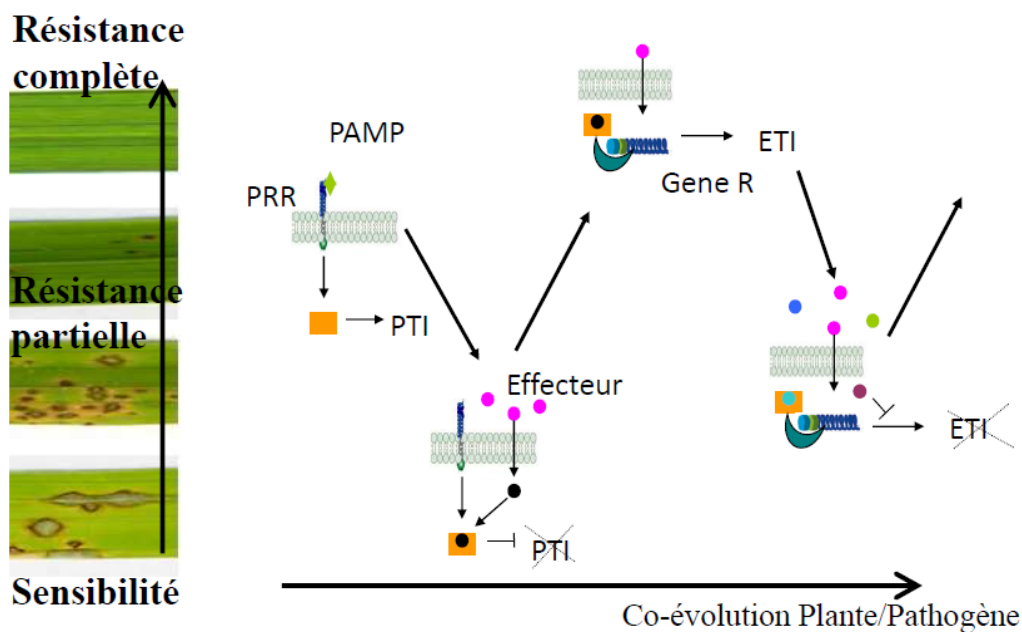 Résistance
complète
Résistance
partielle
Sensibilité
PAMP
PRR
PTI
Effecteur
PTI
ETI
Gene R
ETI
Co-évolution Plante/Pathogène